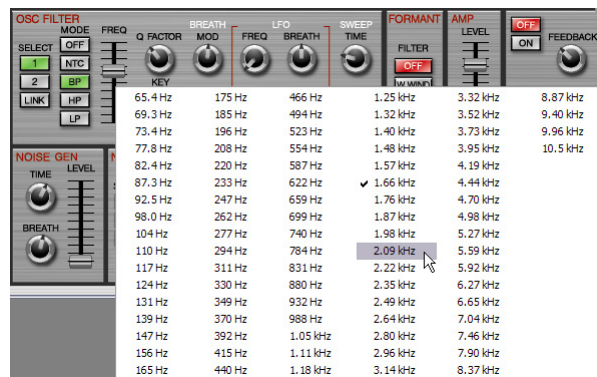 OSC FILTER
MODE
FREQ
Q FACTOR
BREATH
MOD
LFO
FREQ
BREATH
SWEEP
TIME
FORMANT
FILTER
OFF
W.WIND
AMP
LEVEL
OFF
ON
FEEDBACK
SELECT
OFF
1
NTC
2
BP
LINK
HP
LP
KEY
NOISE GEN
TIME
LEVEL
BREATH
65.4 Hz 175 Hz 466 Hz 1.25 kHz 3.32 kHz 8.87 kHz
69.3 Hz 185 Hz 494 Hz 1.32 kHz 3.52 kHz 9.40 kHz
73.4 Hz 196 Hz 523 Hz 1.40 kHz 3.73 kHz 9.96 kHz
77.8 Hz 208 Hz 554 Hz 1.48 kHz 3.95 kHz 10.5 kHz
82.4 Hz 220 Hz 587 Hz 1.57 kHz 4.19 kHz
87.3 Hz 233 Hz 622 Hz ✓ 1.66 kHz 4.44 kHz
92.5 Hz 247 Hz 659 Hz 1.76 kHz 4.70 kHz
98.0 Hz 262 Hz 699 Hz 1.87 kHz 4.98 kHz
104 Hz 277 Hz 740 Hz 1.98 kHz 5.27 kHz
110 Hz 294 Hz 784 Hz 2.09 kHz 5.59 kHz
117 Hz 311 Hz 831 Hz 2.22 kHz 5.92 kHz
124 Hz 330 Hz 880 Hz 2.35 kHz 6.27 kHz
131 Hz 349 Hz 932 Hz 2.49 kHz 6.65 kHz
139 Hz 370 Hz 988 Hz 2.64 kHz 7.04 kHz
147 Hz 392 Hz 1.05 kHz 2.80 kHz 7.46 kHz
156 Hz 415 Hz 1.11 kHz 2.96 kHz 7.90 kHz
165 Hz 440 Hz 1.18 kHz 3.14 kHz 8.37 kHz